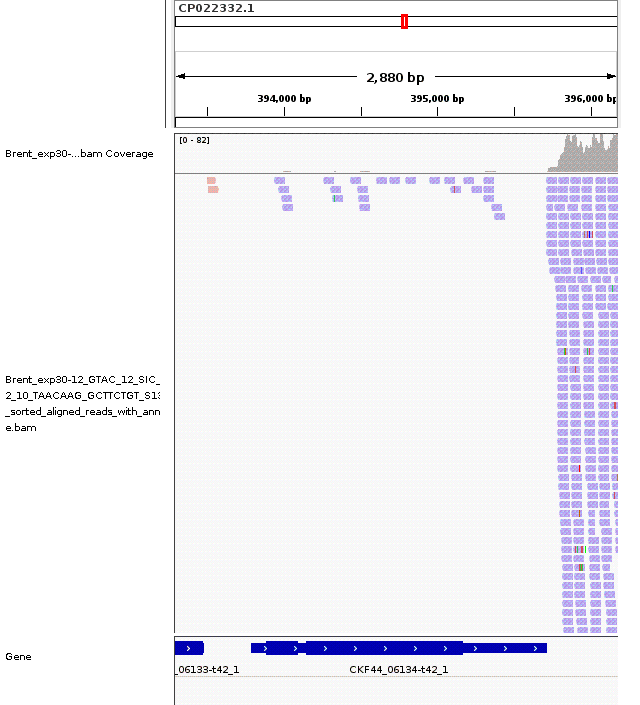 CP022332.1
2,880 bp
394,000 bp
395,000 bp
396,000 bp
[0 - 82]
Brent_exp30-...bam Coverage
Brent_exp30-12_GTAC_12_SIC_
2_10_TAACAAG_GCTTCTGT_S1
_sorted_aligned_reads_with_ann
e.bam
Gene
_06133-t42_1
CKF44_06134-t42_1